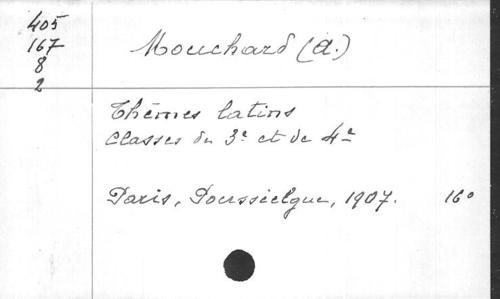 405
167
8
2
Mouchard (A.)
Thèmes latins
Classes de 3e et de 4e
Paris, Poussielgue, 1907. 16°